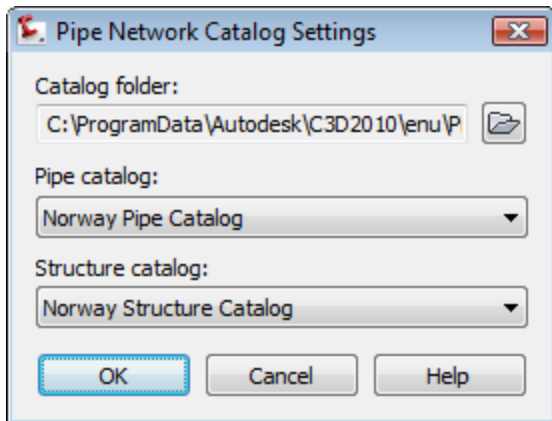 Pipe Network Catalog Settings
Catalog folder:
C:\ProgramData\Autodesk\C3D2010\enu\P
Pipe catalog:
Norway Pipe Catalog
Structure catalog:
Norway Structure Catalog
OK Cancel Help